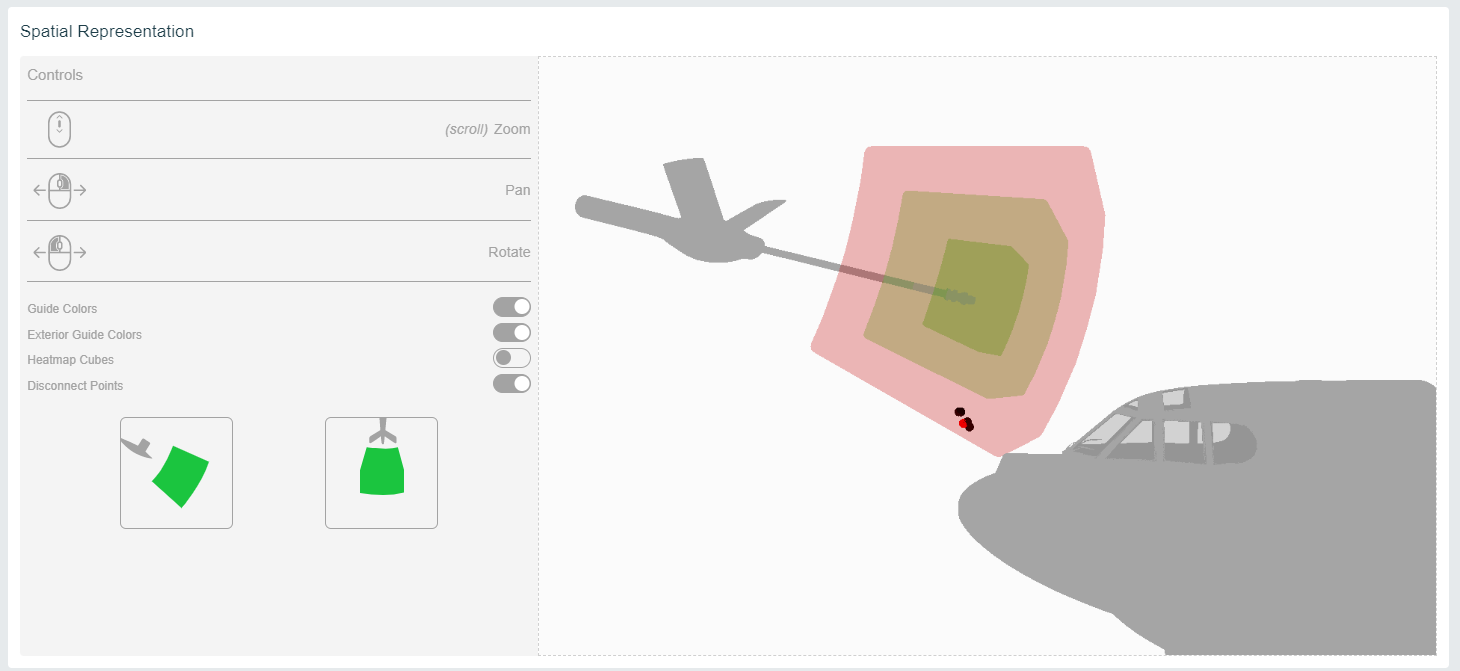 Spatial Representation
Controls
(scroll) Zoom
Pan
Rotate
Guide Colors
Exterior Guide Colors
Heatmap Cubes
Disconnect Points